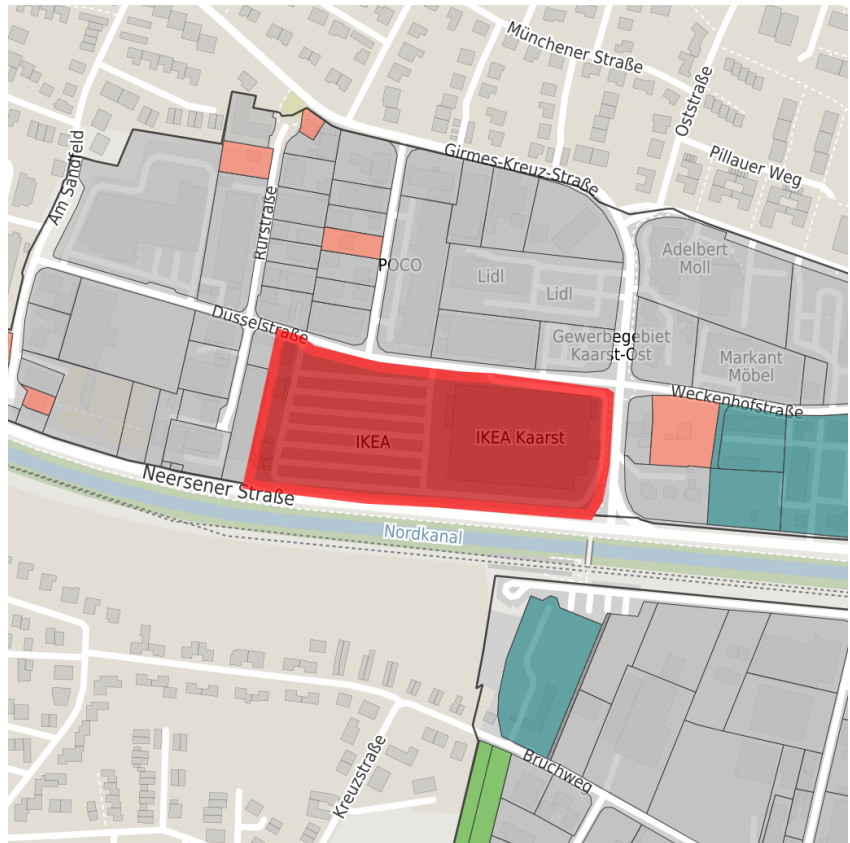 Münchener Straße
Oststraße
Am Sandfeld
Girmes-Kreuz-Straße
Pillauer Weg
Rurstraße
Adelbert
Moll
POCO
Lidl
Lidl
Dusselstraße
Gewerbegebiet
Kaarst-Ost
Markant
Möbel
Weckenhofstraße
IKEA
IKEA Kaarst
Neersener Straße
Nordkanal
Kreuzstraße
Bruchweg